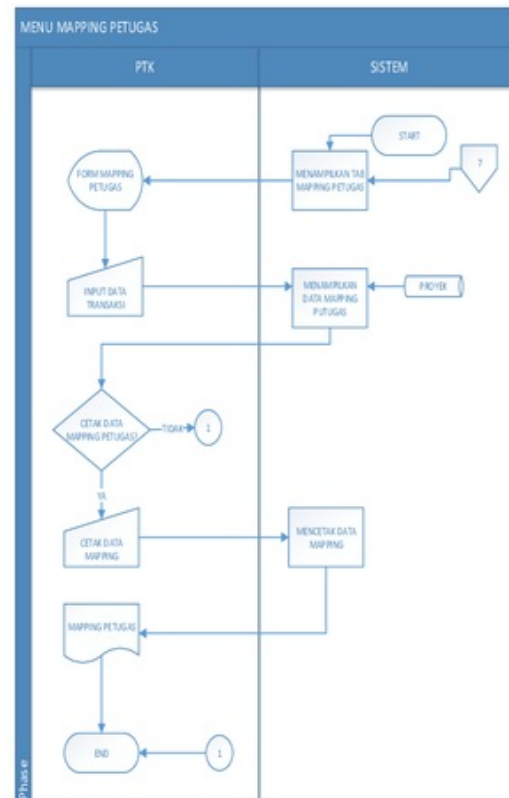 MENU MAPPING PETUGAS
PTK
SISTEM
START
7
FORM MAPPING
PETUGAS
MENAMPILKAN TAB
MAPPING PETUGAS
INPUT DATA
TRANSAKSI
MENAMPILKAN
DATA MAPPING
PUTUGAS
PROYEK
CETAK DATA
MAPPING PETUGAS?
TIDAK
1
YA
CETAK DATA
MAPPING
MENCETAK DATA
MAPPING
MAPPING PETUGAS
END
1
Phase